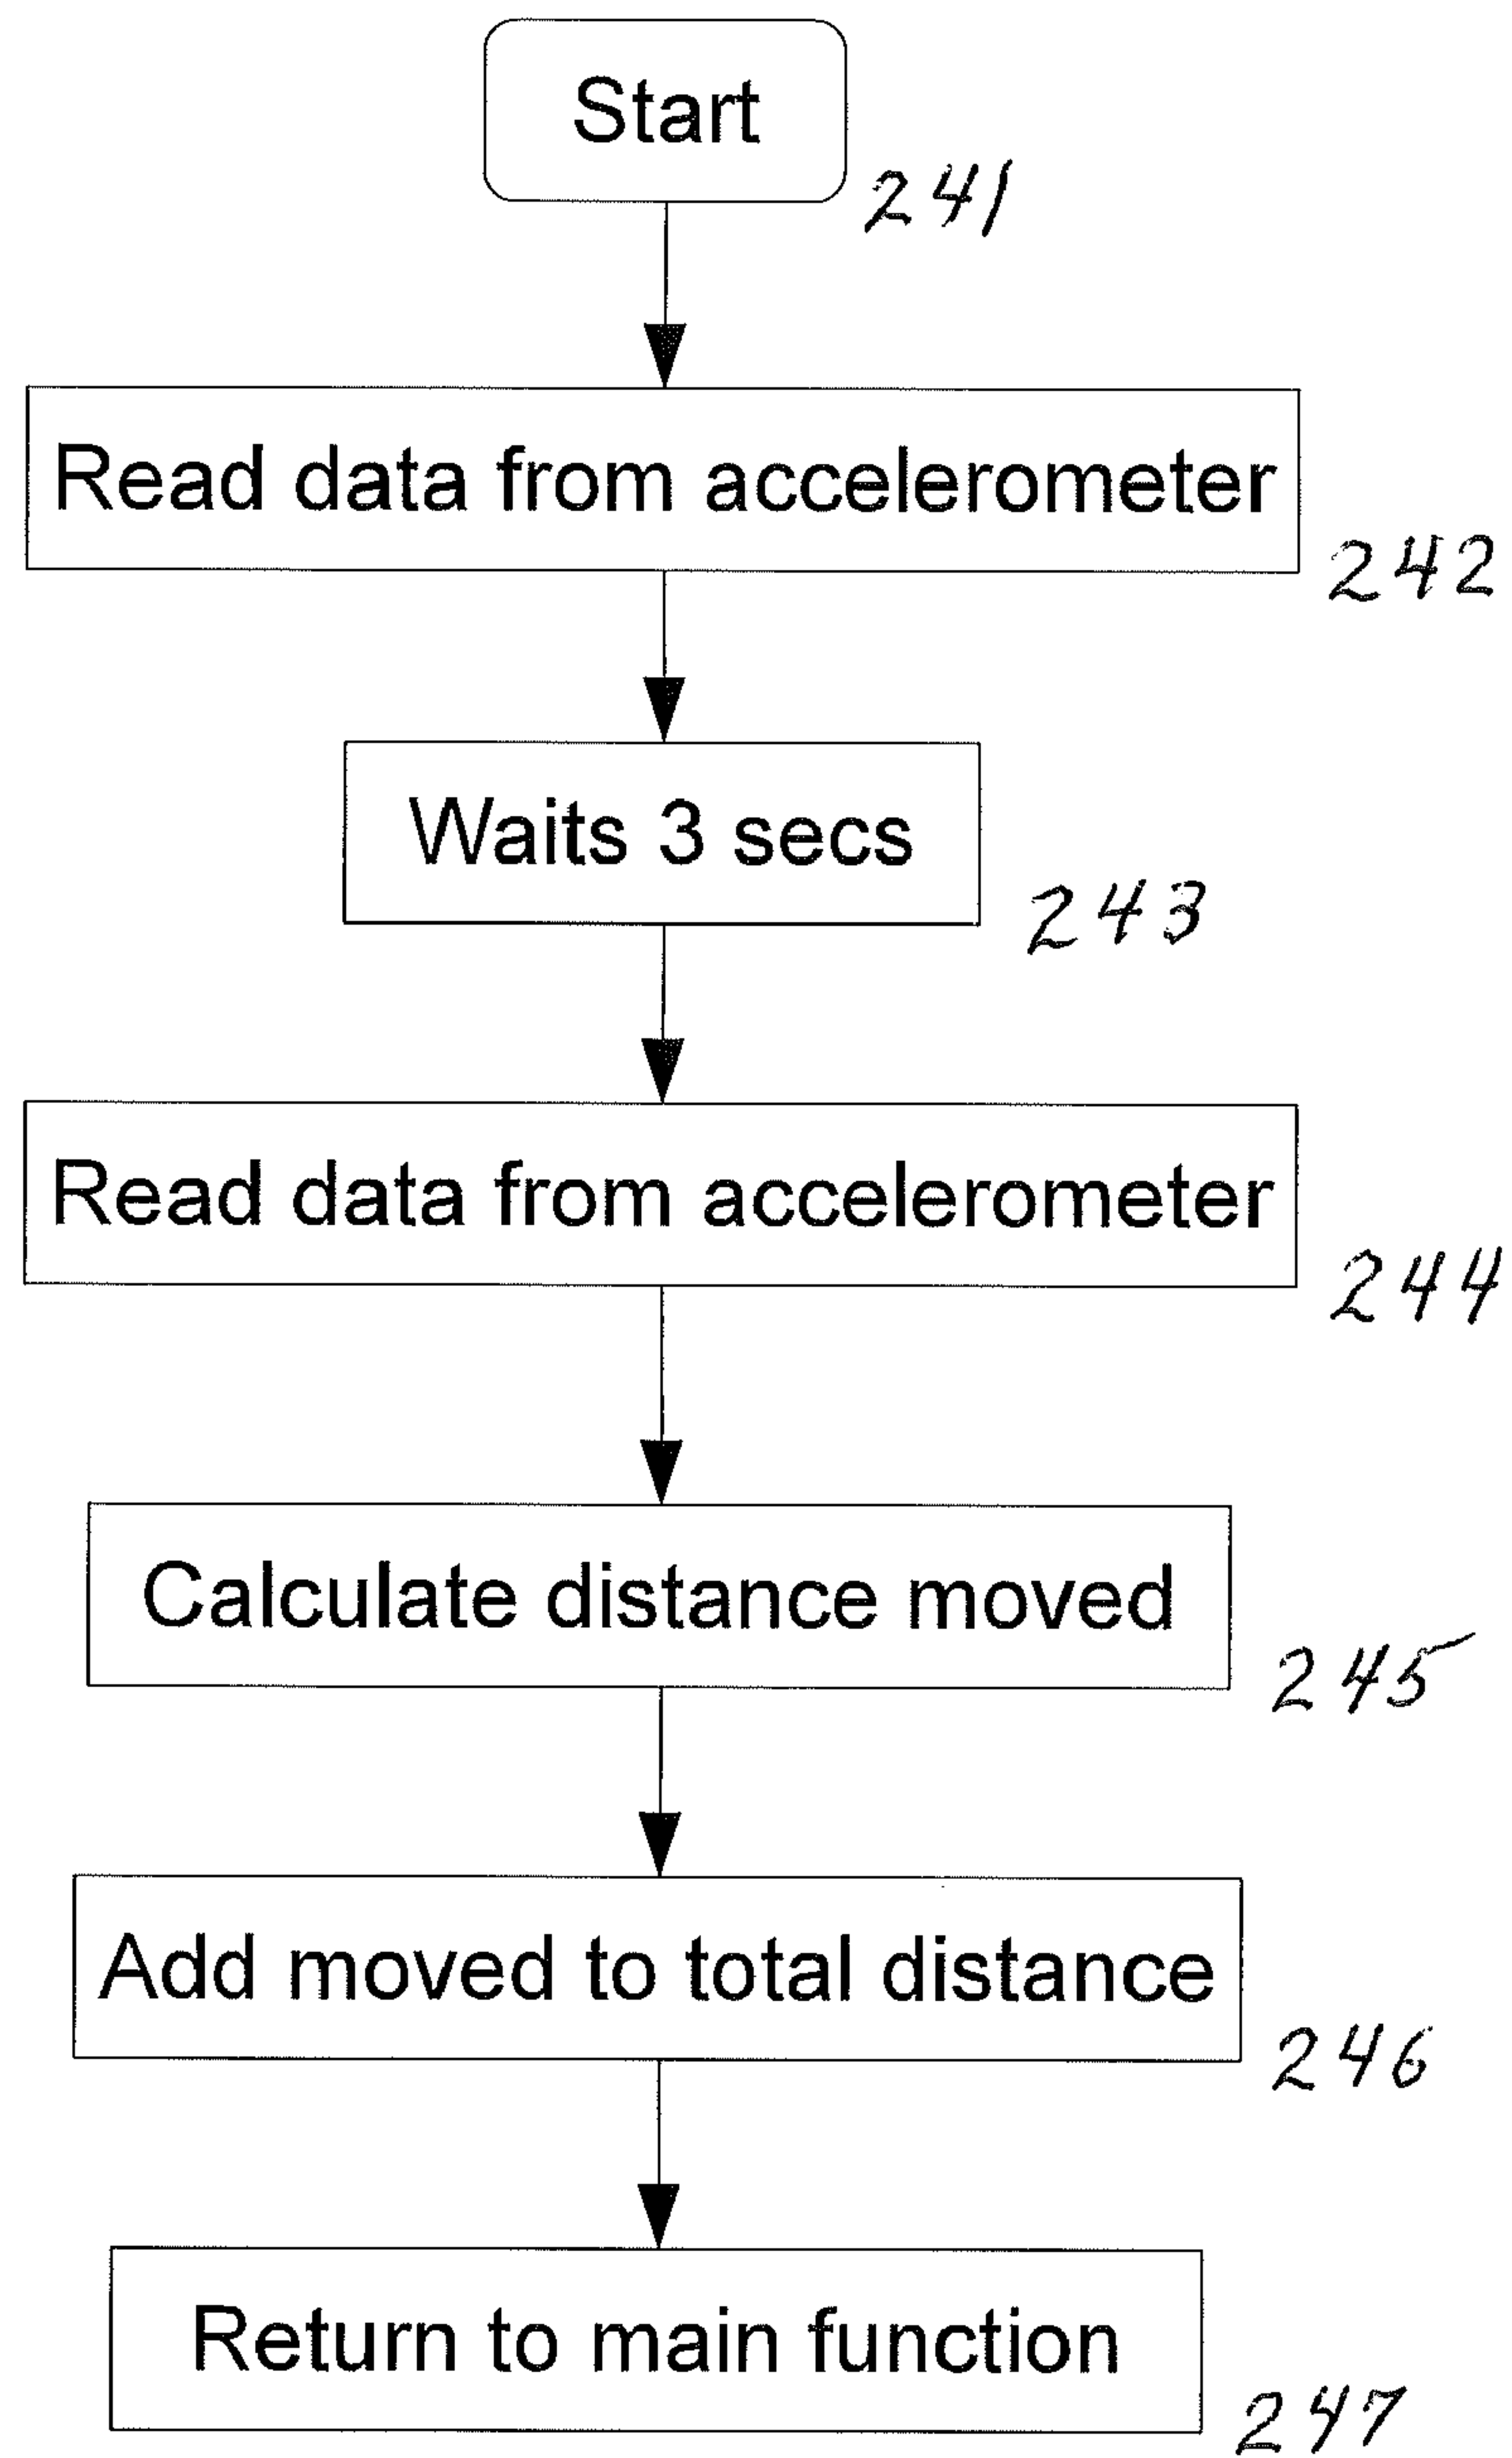 Start
241
Read data from accelerometer
242
Waits 3 secs
243
Read data from accelerometer
244
Calculate distance moved
245
Add moved to total distance
246
Return to main function
247